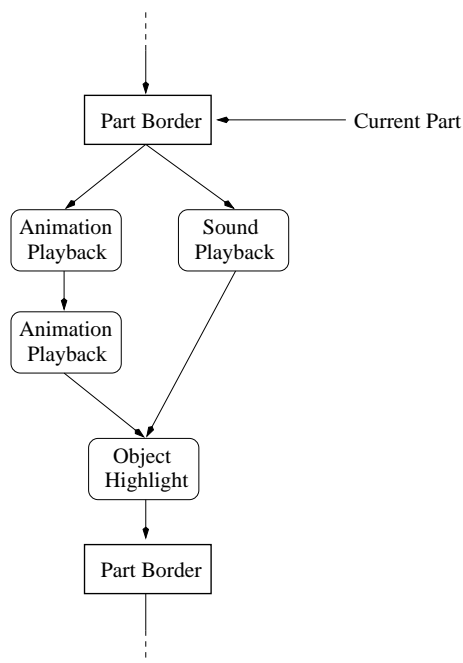 Part Border
Current Part
Animation
Playback
Sound
Playback
Animation
Playback
Object
Highlight
Part Border